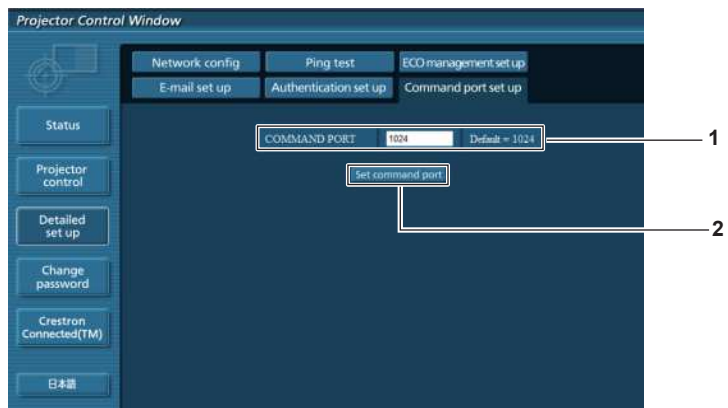 Projector Control Window
Network config
Ping test
ECO management set up
E-mail set up
Authentication set up
Command port set up
Status
COMMAND PORT 1024 Default = 1024
1
Projector
control
Set command port
Detailed
set up
2
Change
password
Crestron
Connected(TM)
日本語